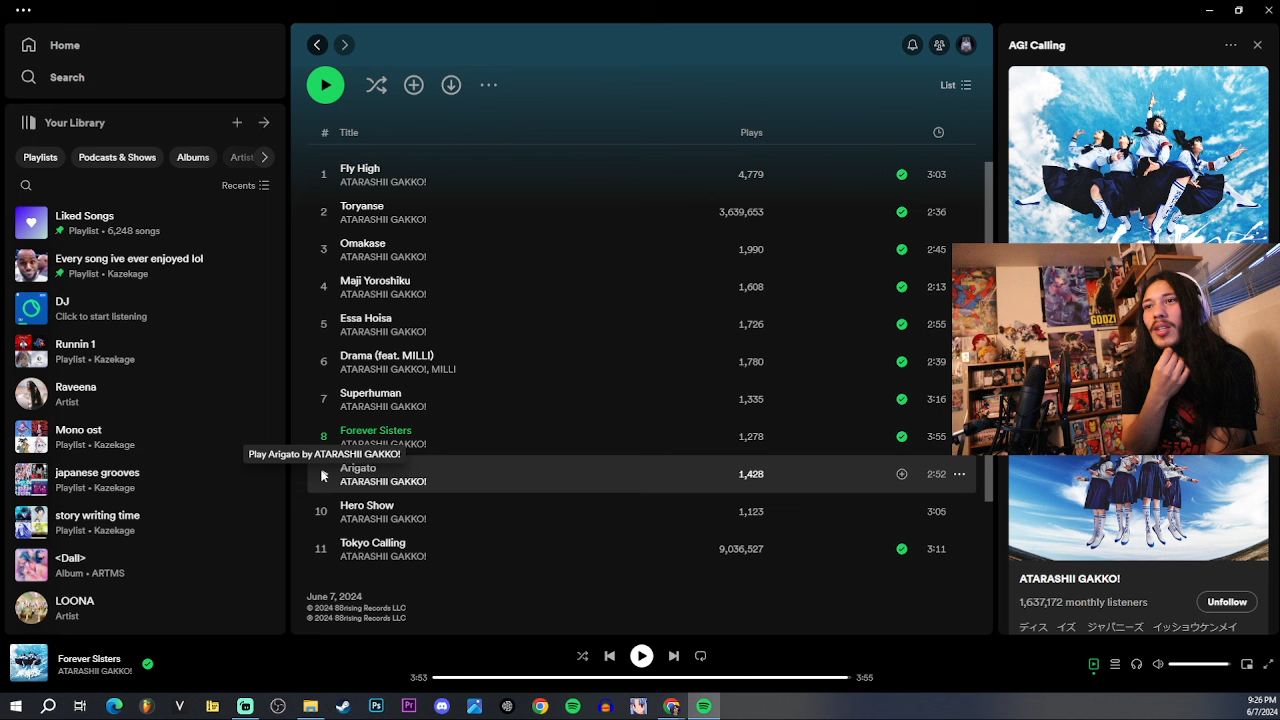 Home
Search
Your Library
Playlists
Podcasts & Shows
Albums
Artist
Recents
Liked Songs
Playlist • 6,248 songs
Every song ive ever enjoyed lol
Playlist • Kazekage
DJ
Click to start listening
Runnin 1
Playlist • Kazekage
Raveena
Artist
Mono ost
Playlist • Kazekage
japanese grooves
Playlist • Kazekage
story writing time
Playlist • Kazekage
<Dall>
Album • ARTMS
LOONA
Artist
List
# Title Plays
1 Fly High 4,779 3:03
ATARASHII GAKKO!
2 Toryanse 3,639,653 2:36
ATARASHII GAKKO!
3 Omakase 1,990 2:45
ATARASHII GAKKO!
4 Maji Yoroshiku 1,608 2:13
ATARASHII GAKKO!
5 Essa Hoisa 1,726 2:55
ATARASHII GAKKO!
6 Drama (feat. MILLI) 1,780 2:39
ATARASHII GAKKO!, MILLI
7 Superhuman 1,335 3:16
ATARASHII GAKKO!
8 Forever Sisters 1,278 3:55
ATARASHII GAKKO!
Play Arigato by ATARASHII GAKKO!
Arigato 1,428 2:52
ATARASHII GAKKO!
10 Hero Show 1,123 3:05
ATARASHII GAKKO!
11 Tokyo Calling 9,036,527 3:11
ATARASHII GAKKO!
June 7, 2024
© 2024 88rising Records LLC
℗ 2024 88rising Records LLC
AG! Calling
GODZI
ATARASHII GAKKO!
1,637,172 monthly listeners
Unfollow
ディス イズ ジャパニーズ イッショウケンメイ
Forever Sisters
ATARASHII GAKKO!
3:53
3:55
9:26 PM
6/7/2024